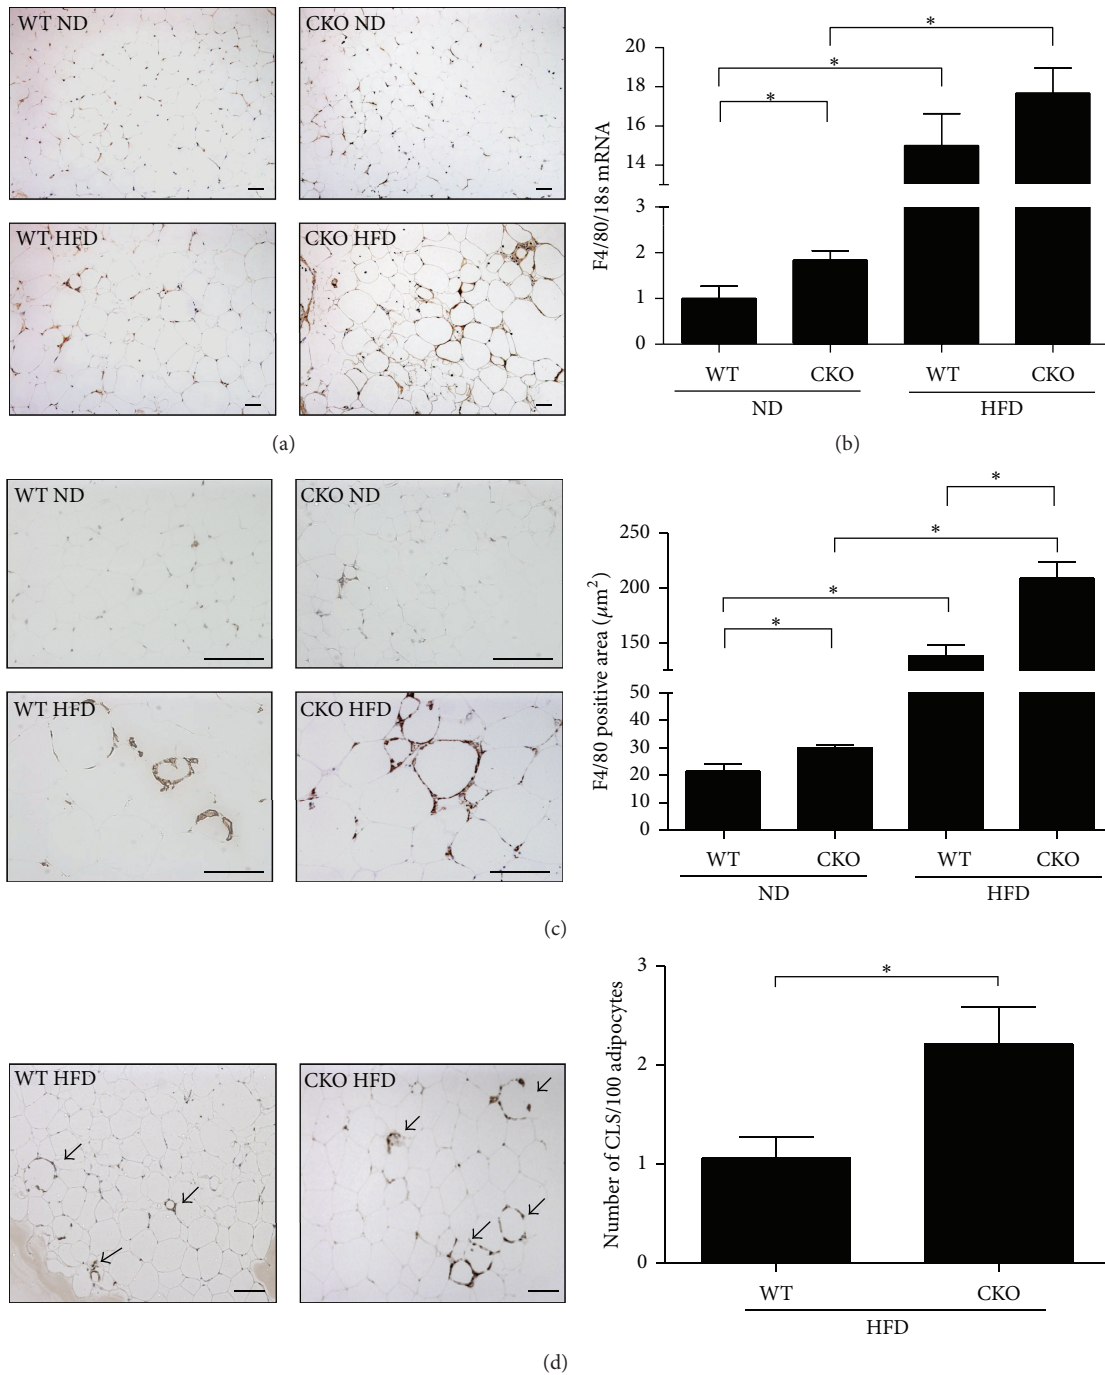 WT ND
CKO ND
WT HFD
CKO HFD
(a)
F4/80/18s mRNA
20
18
16
14
3
2
1
0
*
*
*
WT CKO WT CKO
ND HFD
(b)
WT ND
CKO ND
WT HFD
CKO HFD
F4/80 positive area (μm²)
250
200
150
50
40
30
20
10
0
*
*
*
*
WT CKO WT CKO
ND HFD
(c)
WT HFD
CKO HFD
Number of CLS/100 adipocytes
3
2
1
0
*
WT CKO
HFD
(d)